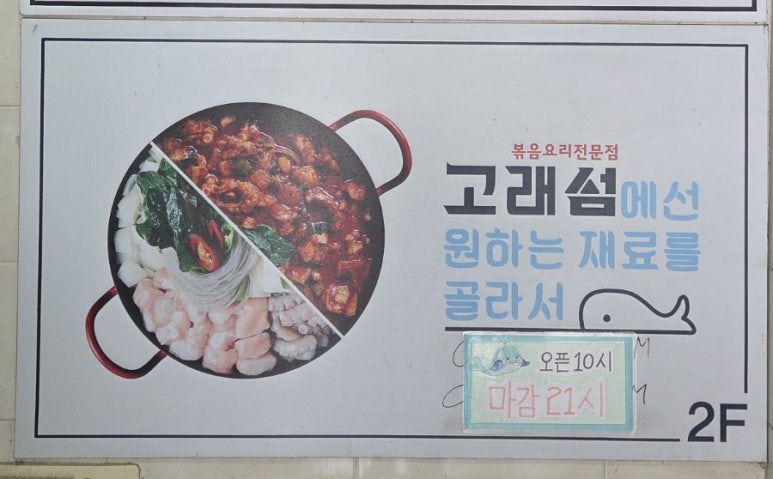 볶음요리전문점
고래섬에선
원하는 재료를
골라서
오픈 10시
마감 21시
2F